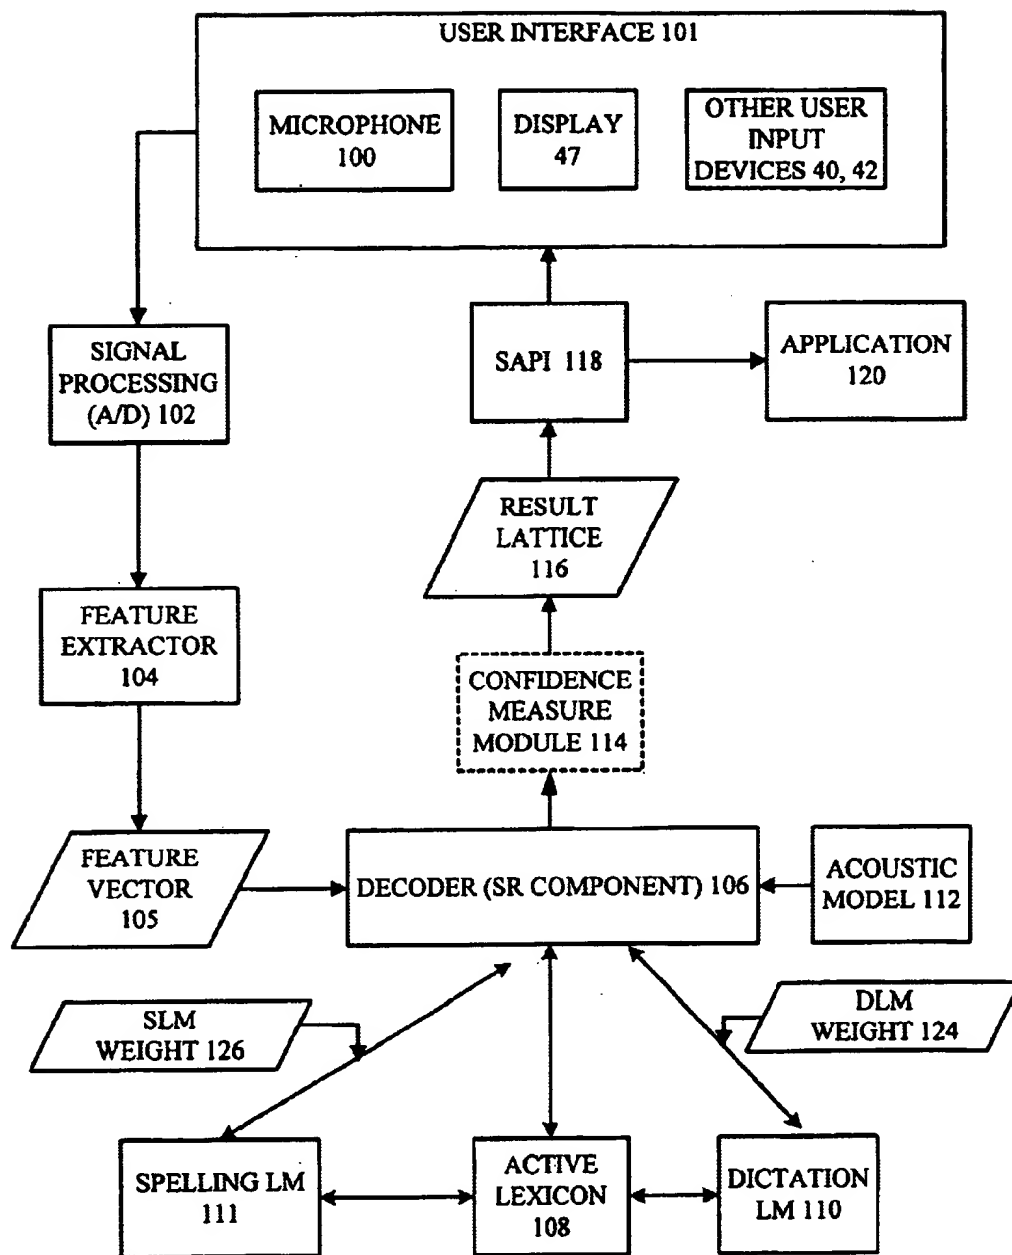 USER INTERFACE 101
MICROPHONE
100
DISPLAY
47
OTHER USER
INPUT
DEVICES 40, 42
SIGNAL
PROCESSING
(A/D) 102
SAPI 118
APPLICATION
120
RESULT
LATTICE
116
FEATURE
EXTRACTOR
104
CONFIDENCE
MEASURE
MODULE 114
FEATURE
VECTOR
105
DECODER (SR COMPONENT) 106
ACOUSTIC
MODEL 112
SLM
WEIGHT 126
DLM
WEIGHT 124
SPELLING LM
111
ACTIVE
LEXICON
108
DICTATION
LM 110